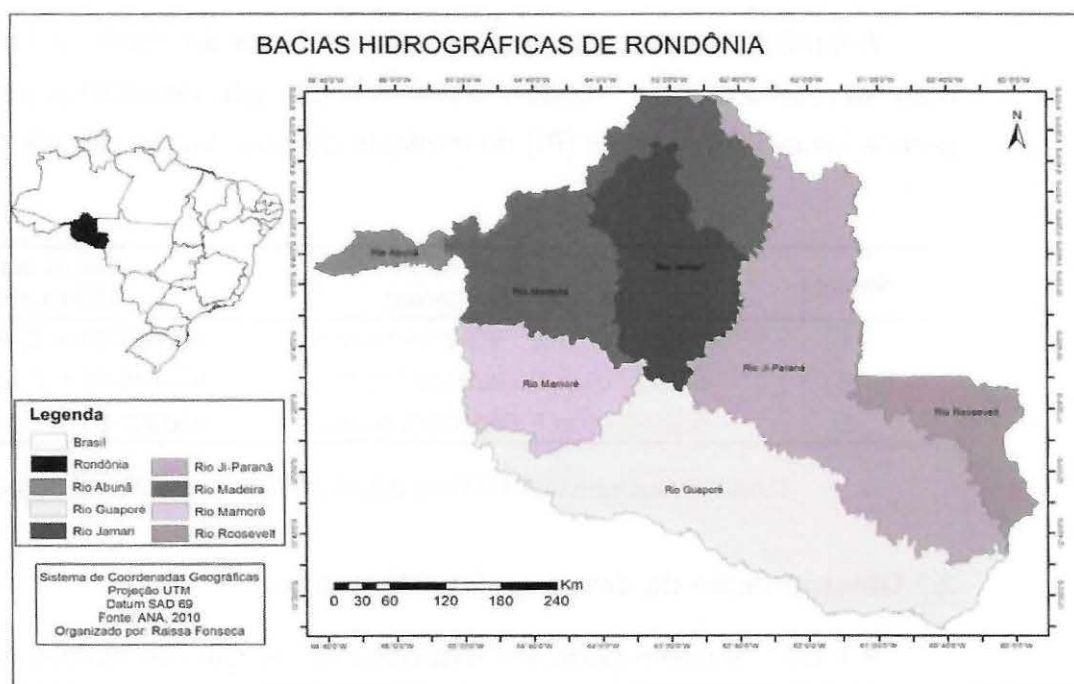 BACIAS HIDROGRÁFICAS DE RONDÔNIA
N
Rio Abunã
Rio Madeira
Rio Jamari
Rio Mamoré
Rio Ji-Paraná
Rio Roosevelt
Rio Guaporé
Km
0 30 60 120 180 240
Legenda
Brasil
Rondônia
Rio Abunã
Rio Guaporé
Rio Jamari
Rio Ji-Paraná
Rio Madeira
Rio Mamoré
Rio Roosevelt
Sistema de Coordenadas Geográficas
Projeção UTM
Datum SAD 69
Fonte: ANA, 2010
Organizado por: Raissa Fonseca